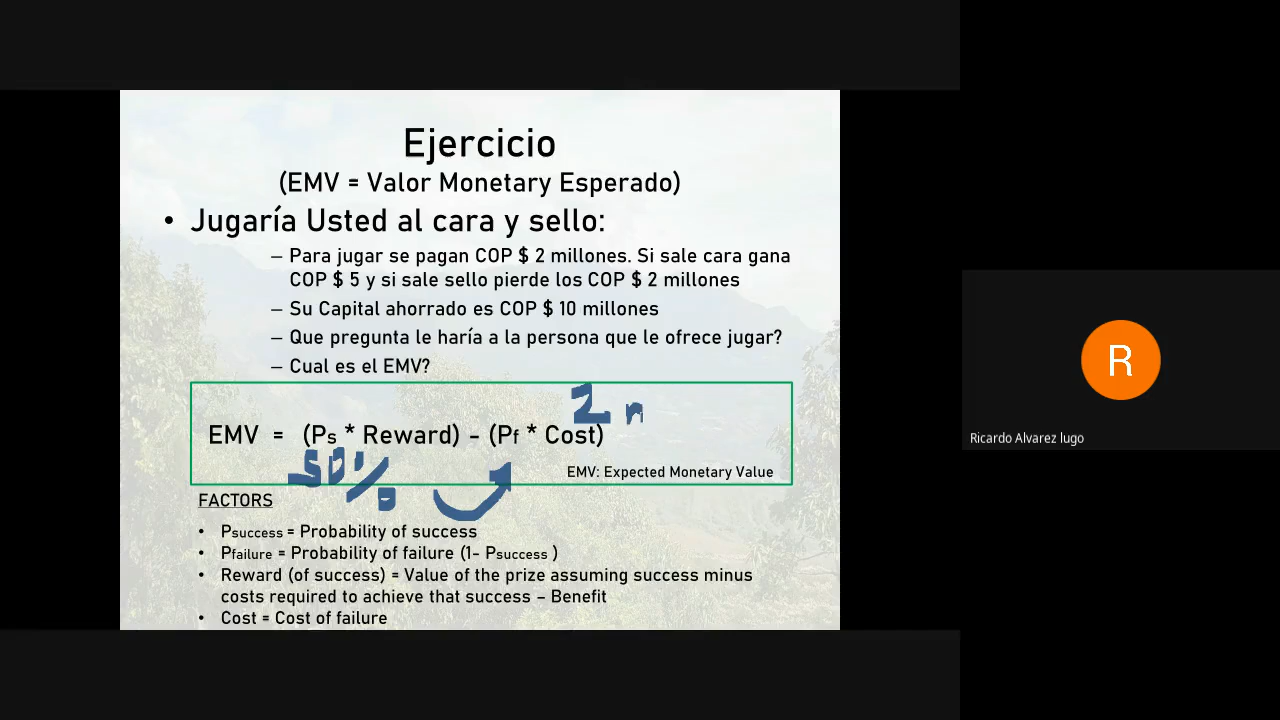 Ejercicio
(EMV = Valor Monetary Esperado)
• Jugaría Usted al cara y sello:
– Para jugar se pagan COP $ 2 millones. Si sale cara gana
COP $ 5 y si sale sello pierde los COP $ 2 millones
– Su Capital ahorrado es COP $ 10 millones
– Que pregunta le haría a la persona que le ofrece jugar?
– Cual es el EMV?
2 n
EMV = (Ps * Reward) - (Pf * Cost)
50%
EMV: Expected Monetary Value
FACTORS
• Psuccess = Probability of success
• Pfailure = Probability of failure (1- Psuccess )
• Reward (of success) = Value of the prize assuming success minus
costs required to achieve that success – Benefit
• Cost = Cost of failure
R
Ricardo Alvarez lugo